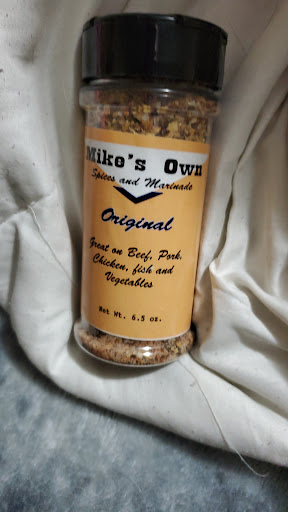 Mike's Own
Spices and Marinade
Original
Great on Beef, Pork,
Chicken, fish and
Vegetables
Net Wt. 6.5 oz.